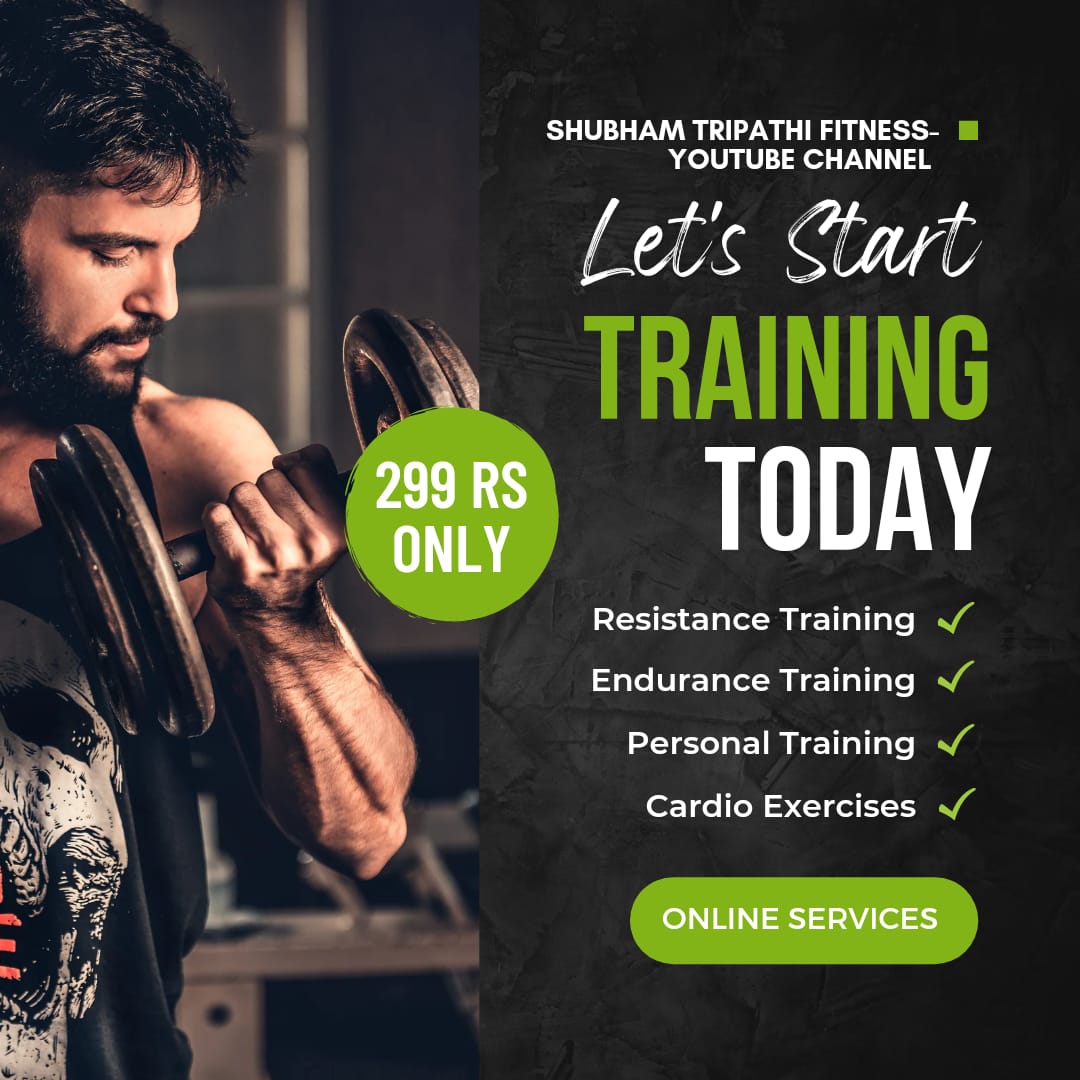 SHUBHAM TRIPATHI FITNESS-
YOUTUBE CHANNEL
Let's Start
TRAINING
TODAY
299 RS
ONLY
Resistance Training
Endurance Training
Personal Training
Cardio Exercises
ONLINE SERVICES